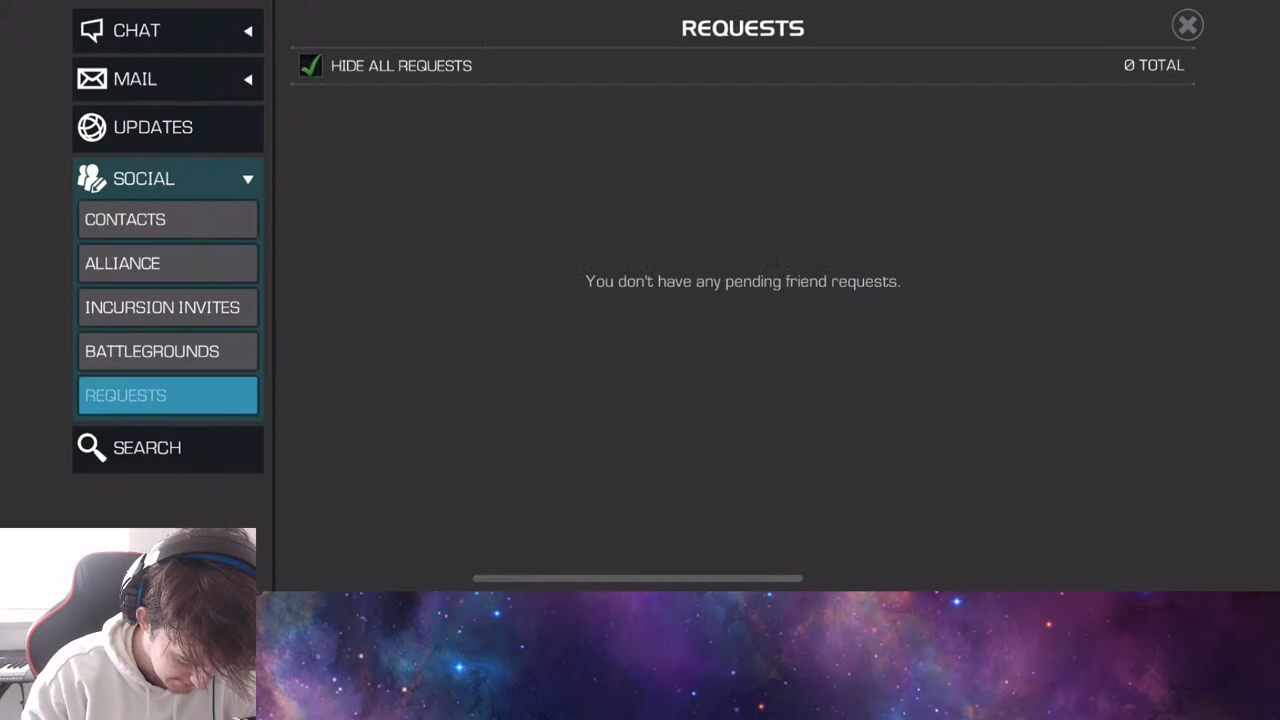 CHAT
MAIL
UPDATES
SOCIAL
CONTACTS
ALLIANCE
INCURSION INVITES
BATTLEGROUNDS
REQUESTS
SEARCH
REQUESTS
HIDE ALL REQUESTS
0 TOTAL
You don't have any pending friend requests.